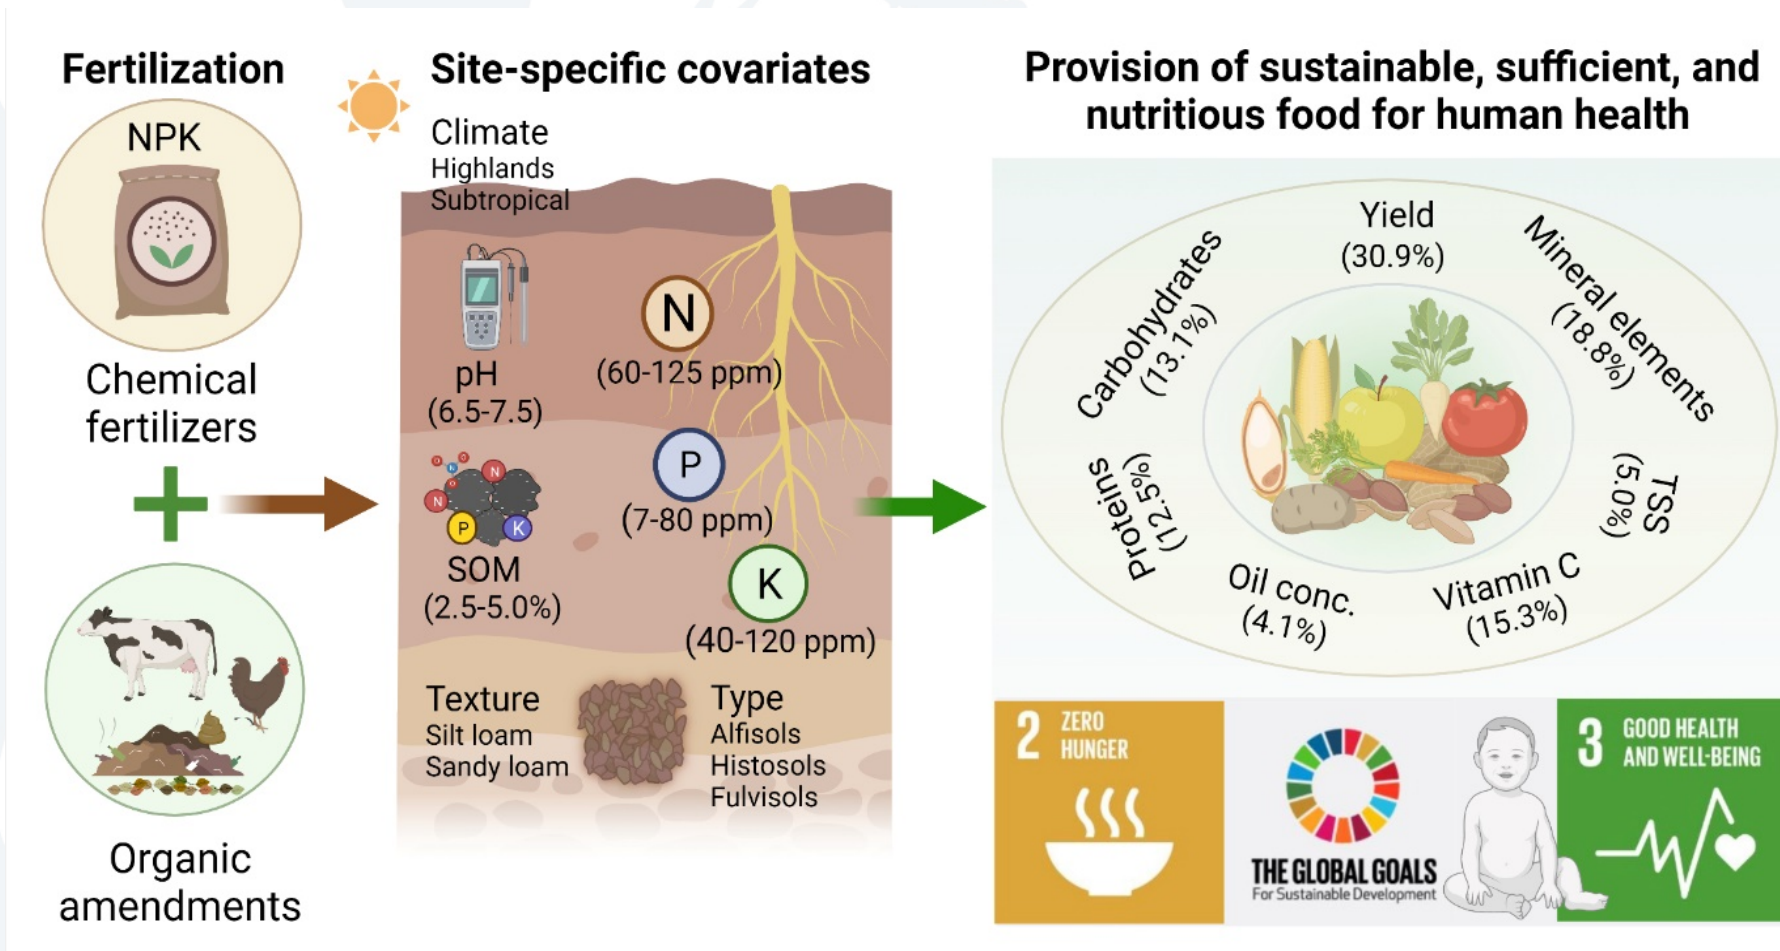 Fertilization
NPK
Chemical
fertilizers
Organic
amendments
Site-specific covariates
Climate
Highlands
Subtropical
pH
(6.5-7.5)
N
(60-125 ppm)
P
(7-80 ppm)
K
(40-120 ppm)
N
O
O
O
N
N
P
K
SOM
(2.5-5.0%)
Texture
Silt loam
Sandy loam
Type
Alfisols
Histosols
Fulvisols
Provision of sustainable, sufficient, and
nutritious food for human health
Yield
(30.9%)
Mineral elements
(18.8%)
TSS
(5.0%)
Vitamin C
(15.3%)
Oil conc.
(4.1%)
Proteins
(12.5%)
Carbohydrates
(13.1%)
2 ZERO
HUNGER
THE GLOBAL GOALS
For Sustainable Development
3 GOOD HEALTH
AND WELL-BEING